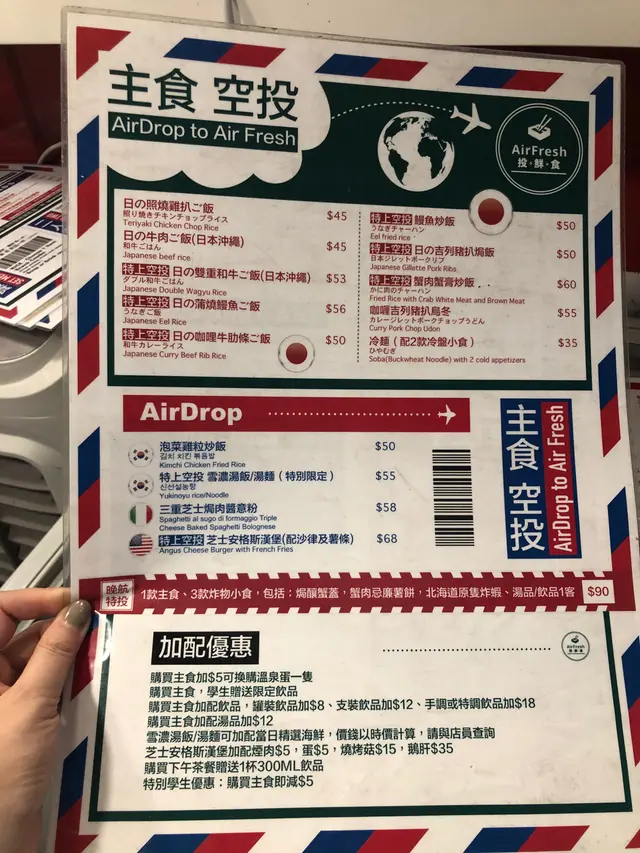 主食 空投
AirDrop to Air Fresh
AirFresh
投·鮮·食
日の照燒雞扒ご飯
照り焼きチキンチョップライス
Teriyaki Chicken Chop Rice
$45
日の牛肉ご飯(日本沖繩)
和牛ごはん
Japanese beef rice
$45
特上空投 日の雙重和牛ご飯(日本沖繩)
ダブル和牛ごはん
Japanese Double Wagyu Rice
$53
特上空投 日の蒲燒鰻魚ご飯
うなぎご飯
Japanese Eel Rice
$56
特上空投 日の咖喱牛肋條ご飯
和牛カレーライス
Japanese Curry Beef Rib Rice
$50
特上空投 鰻魚炒飯
うなぎチャーハン
Eel fried rice
$50
特上空投 日の吉列豬扒焗飯
日本ジレットポークリブ
Japanese Gillette Pork Ribs
$50
特上空投 蟹肉蟹膏炒飯
かに肉のチャーハン
Fried Rice with Crab White Meat and Brown Meat
$60
咖喱吉列豬扒烏冬
カレージレットポークチョップうどん
Curry Pork Chop Udon
$55
冷麵（配2款冷盤小食）
ひやむぎ
Soba(Buckwheat Noodle) with 2 cold appetizers
$35
AirDrop
泡菜雞粒炒飯
김치 치킨 볶음밥
Kimchi Chicken Fried Rice
$50
特上空投 雪濃湯飯/湯麵（特別限定）
신선설농탕
Yukinoyu rice/Noodle
$55
三重芝士焗肉醬意粉
Spaghetti al sugo di formaggio Triple
Cheese Baked Spaghetti Bolognese
$58
特上空投 芝士安格斯漢堡(配沙律及薯條)
Angus Cheese Burger with French Fries
$68
主食 空投
AirDrop to Air Fresh
晚航
特投
1款主食、3款炸物小食，包括：焗釀蟹蓋，蟹肉忌廉薯餅，北海道原隻炸蝦、湯品/飲品1客
$90
加配優惠
AirFresh
投·鮮·食
購買主食加$5可換購溫泉蛋一隻
購買主食，學生贈送限定飲品
購買主食加配飲品，罐裝飲品加$8、支裝飲品加$12、手調或特調飲品加$18
購買主食加配湯品加$12
雪濃湯飯/湯麵可加配當日精選海鮮，價錢以時價計算，請與店員查詢
芝士安格斯漢堡加配煙肉$5，蛋$5，燒烤菇$15，鵝肝$35
購買下午茶餐贈送1杯300ML飲品
特別學生優惠：購買主食即減$5